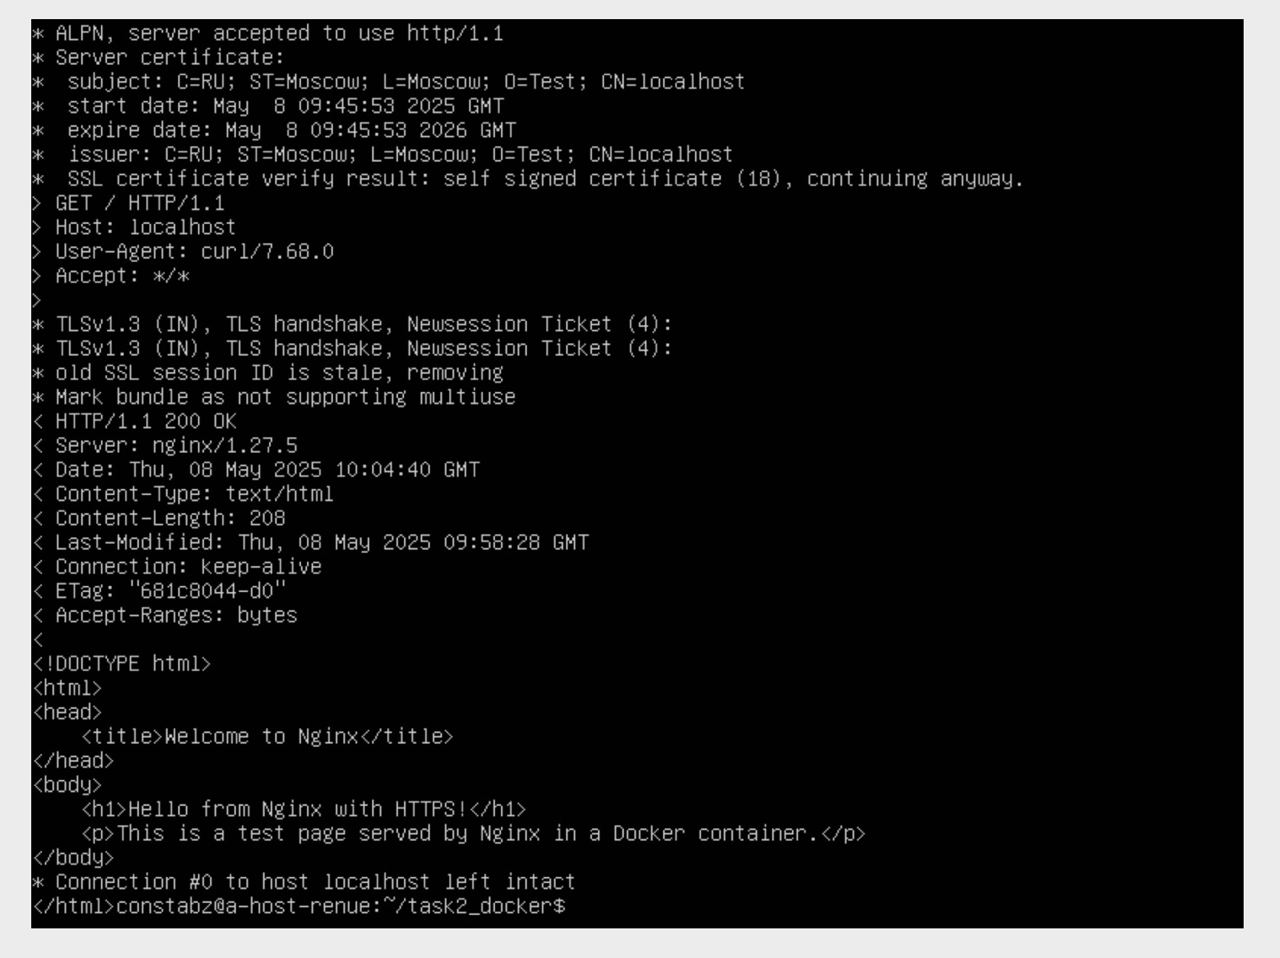 * ALPN, server accepted to use http/1.1
* Server certificate:
*  subject: C=RU; ST=Moscow; L=Moscow; O=Test; CN=localhost
*  start date: May  8 09:45:53 2025 GMT
*  expire date: May  8 09:45:53 2026 GMT
*  issuer: C=RU; ST=Moscow; L=Moscow; O=Test; CN=localhost
*  SSL certificate verify result: self signed certificate (18), continuing anyway.
> GET / HTTP/1.1
> Host: localhost
> User-Agent: curl/7.68.0
> Accept: */*
>
* TLSv1.3 (IN), TLS handshake, Newsession Ticket (4):
* TLSv1.3 (IN), TLS handshake, Newsession Ticket (4):
* old SSL session ID is stale, removing
* Mark bundle as not supporting multiuse
< HTTP/1.1 200 OK
< Server: nginx/1.27.5
< Date: Thu, 08 May 2025 10:04:40 GMT
< Content-Type: text/html
< Content-Length: 208
< Last-Modified: Thu, 08 May 2025 09:58:28 GMT
< Connection: keep-alive
< ETag: "681c8044-d0"
< Accept-Ranges: bytes
<
<!DOCTYPE html>
<html>
<head>
    <title>Welcome to Nginx</title>
</head>
<body>
    <h1>Hello from Nginx with HTTPS!</h1>
    <p>This is a test page served by Nginx in a Docker container.</p>
</body>
* Connection #0 to host localhost left intact
</html>constabz@a-host-renue:~/task2_docker$